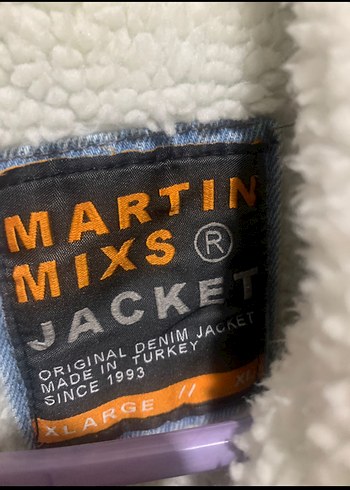 MARTIN
MIXS ®
JACKET
ORIGINAL DENIM JACKET
MADE IN TURKEY
SINCE 1993
XLARGE //